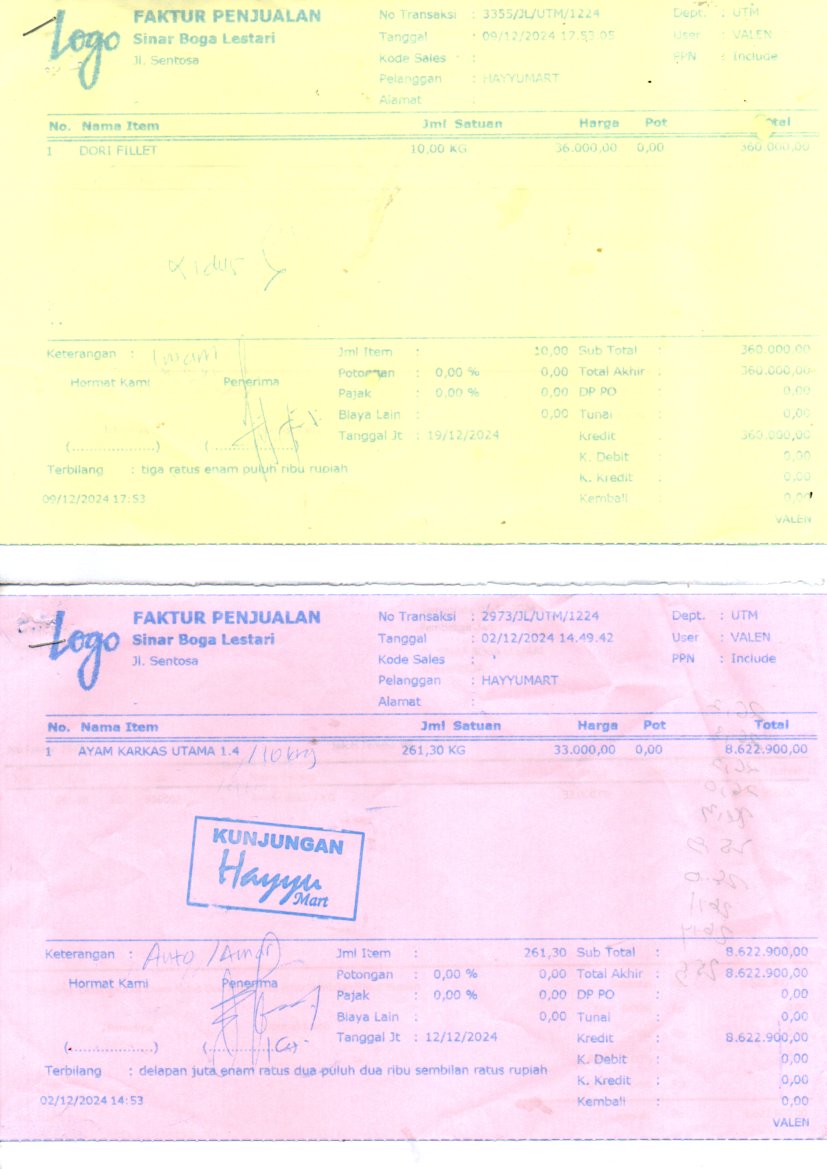 Logo
FAKTUR PENJUALAN
Sinar Boga Lestari
Jl. Sentosa
-
No Transaksi : 3355/JL/UTM/1224
Tanggal : 09/12/2024 17.53.05
Kode Sales :
Pelanggan : HAYYUMART
Alamat :
Dept. : UTM
User : VALEN
PPN : Include
No. Nama Item Jml Satuan Harga Pot Total
1 DORI FILLET 10,00 KG 36.000,00 0,00 360.000,00
Keterangan :
Hormat Kami Penerima
(..................) (..................)
Jml Item : 10,00 Sub Total : 360.000,00
Potongan : 0,00 % 0,00 Total Akhir : 360.000,00
Pajak : 0,00 % 0,00 DP PO : 0,00
Biaya Lain : 0,00 Tunai : 0,00
Tanggal Jt : 19/12/2024 Kredit : 360.000,00
K. Debit : 0,00
K. Kredit : 0,00
Kembali : 0,00
Terbilang : tiga ratus enam puluh ribu rupiah
09/12/2024 17:53
VALEN
Logo
FAKTUR PENJUALAN
Sinar Boga Lestari
Jl. Sentosa
-
No Transaksi : 2973/JL/UTM/1224
Tanggal : 02/12/2024 14.49.42
Kode Sales :
Pelanggan : HAYYUMART
Alamat :
Dept. : UTM
User : VALEN
PPN : Include
No. Nama Item Jml Satuan Harga Pot Total
1 AYAM KARKAS UTAMA 1.4 261,30 KG 33.000,00 0,00 8.622.900,00
KUNJUNGAN
Hayyu
Mart
Keterangan : Anto /
Hormat Kami Penerima
(..................) (..................)
Jml Item : 261,30 Sub Total : 8.622.900,00
Potongan : 0,00 % 0,00 Total Akhir : 8.622.900,00
Pajak : 0,00 % 0,00 DP PO : 0,00
Biaya Lain : 0,00 Tunai : 0,00
Tanggal Jt : 12/12/2024 Kredit : 8.622.900,00
K. Debit : 0,00
K. Kredit : 0,00
Kembali : 0,00
Terbilang : delapan juta enam ratus dua puluh dua ribu sembilan ratus rupiah
02/12/2024 14:53
VALEN